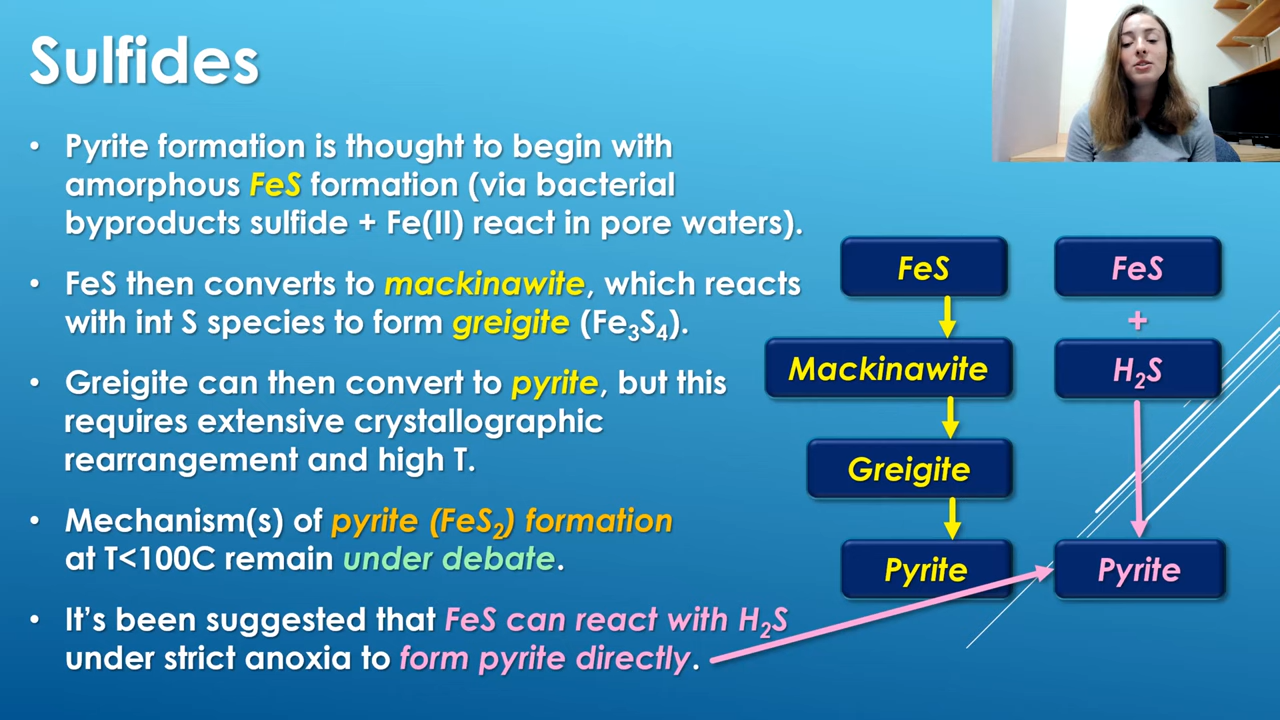 Sulfides
• Pyrite formation is thought to begin with
amorphous FeS formation (via bacterial
byproducts sulfide + Fe(II) react in pore waters).
• FeS then converts to mackinawite, which reacts
with int S species to form greigite (Fe₃S₄).
• Greigite can then convert to pyrite, but this
requires extensive crystallographic
rearrangement and high T.
• Mechanism(s) of pyrite (FeS₂) formation
at T<100C remain under debate.
• It’s been suggested that FeS can react with H₂S
under strict anoxia to form pyrite directly.
FeS
Mackinawite
Greigite
Pyrite
FeS
+
H₂S
Pyrite